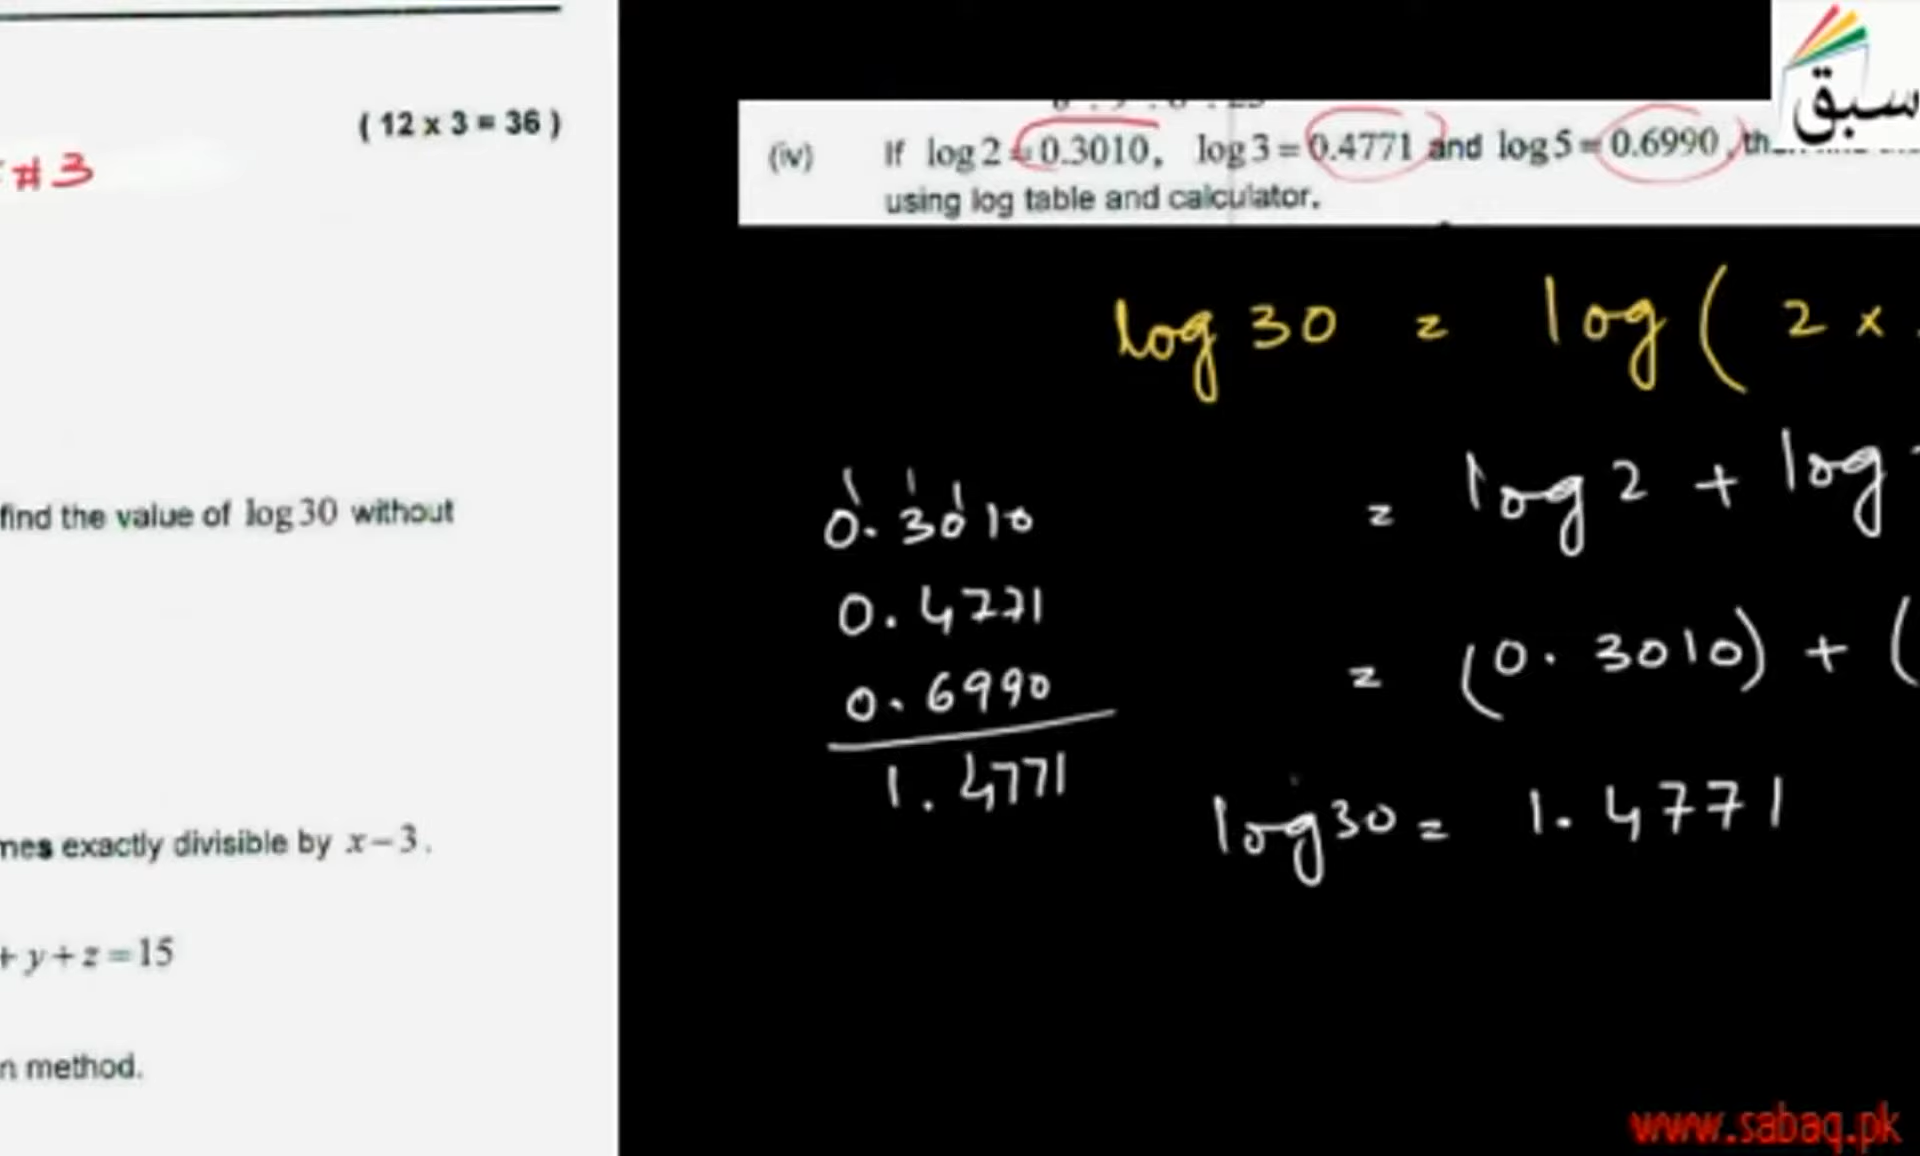 ( 12 x 3 = 36 )
# 3
find the value of log 30 without
mes exactly divisible by x – 3 .
+ y + z = 15
n method.
سبق
(iv) If log 2 = 0.3010, log 3 = 0.4771 and log 5 = 0.6990 , th
using log table and calculator.
log 30 = log ( 2 x
= log 2 + log
= (0.3010) + (
log 30 = 1.4771
0.3010
0.4771
0.6990
1.4771
www.sabaq.pk